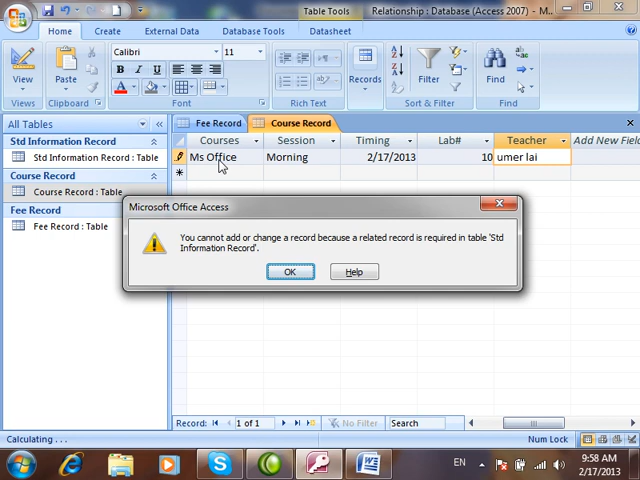 Table Tools
Relationship : Database (Access 2007) - M...
Home
Create
External Data
Database Tools
Datasheet
View
Paste
Calibri
11
B I U
A
Records
Filter
Find
Views
Clipboard
Font
Rich Text
Sort & Filter
Find
All Tables
Std Information Record
Std Information Record : Table
Course Record
Course Record : Table
Fee Record
Fee Record : Table
Fee Record
Course Record
Courses
Session
Timing
Lab#
Teacher
Add New Field
Ms Office
Morning
2/17/2013
10
umer lai
Microsoft Office Access
You cannot add or change a record because a related record is required in table 'Std
Information Record'.
OK
Help
Record:
1 of 1
No Filter
Search
Calculating . . .
Num Lock
EN
9:58 AM
2/17/2013